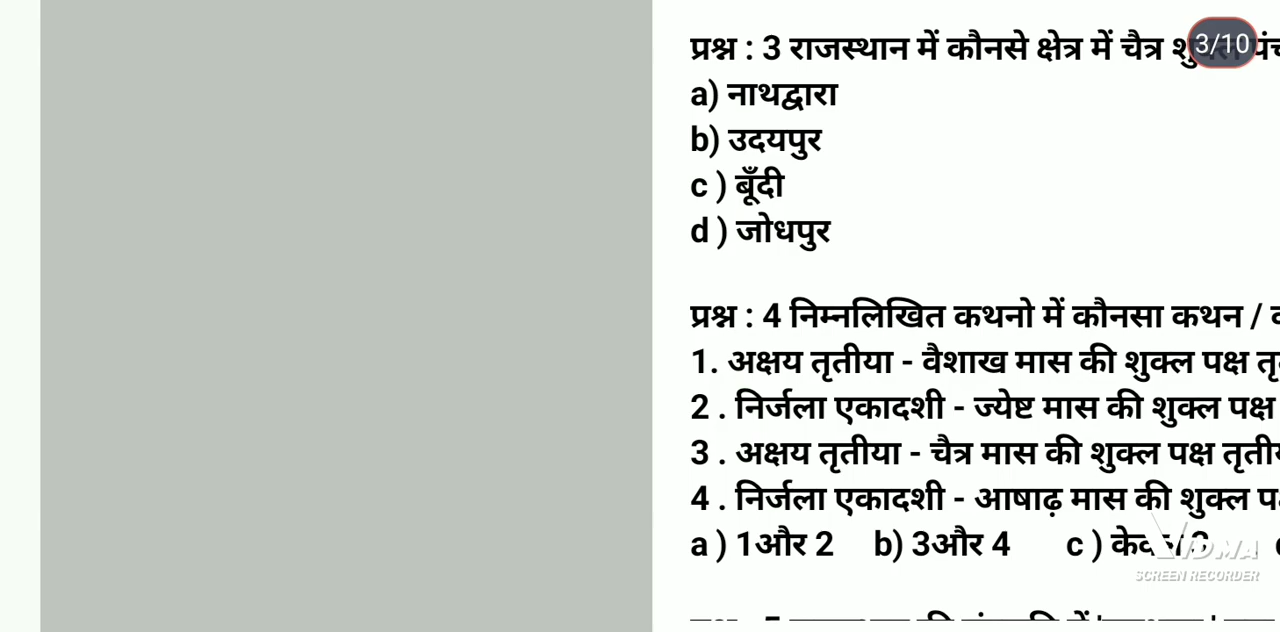 प्रश्न : 3 राजस्थान में कौनसे क्षेत्र में चैत्र
3/10
a) नाथद्वारा
b) उदयपुर
c ) बूँदी
d ) जोधपुर
प्रश्न : 4 निम्नलिखित कथनो में कौनसा कथन /
1. अक्षय तृतीया - वैशाख मास की शुक्ल पक्ष
2 . निर्जला एकादशी - ज्येष्ट मास की शुक्ल पक्ष
3 . अक्षय तृतीया - चैत्र मास की शुक्ल पक्ष
4 . निर्जला एकादशी - आषाढ़ मास की शुक्ल
a ) 1और 2 b) 3और 4 c )
VIDMA
SCREEN RECORDER